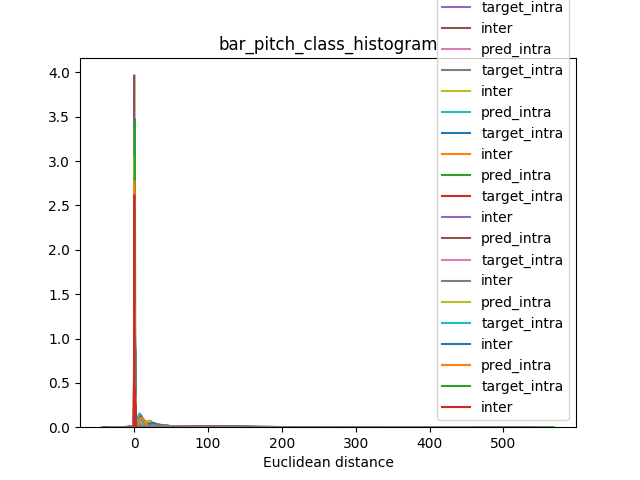 target_intra
inter
bar_pitch_class_histogram
pred_intra
target_intra
inter
pred_intra
target_intra
inter
pred_intra
target_intra
inter
pred_intra
target_intra
inter
pred_intra
target_intra
inter
pred_intra
target_intra
inter
4.0
3.5
3.0
2.5
2.0
1.5
1.0
0.5
0.0
0
100
200
300
400
500
Euclidean distance